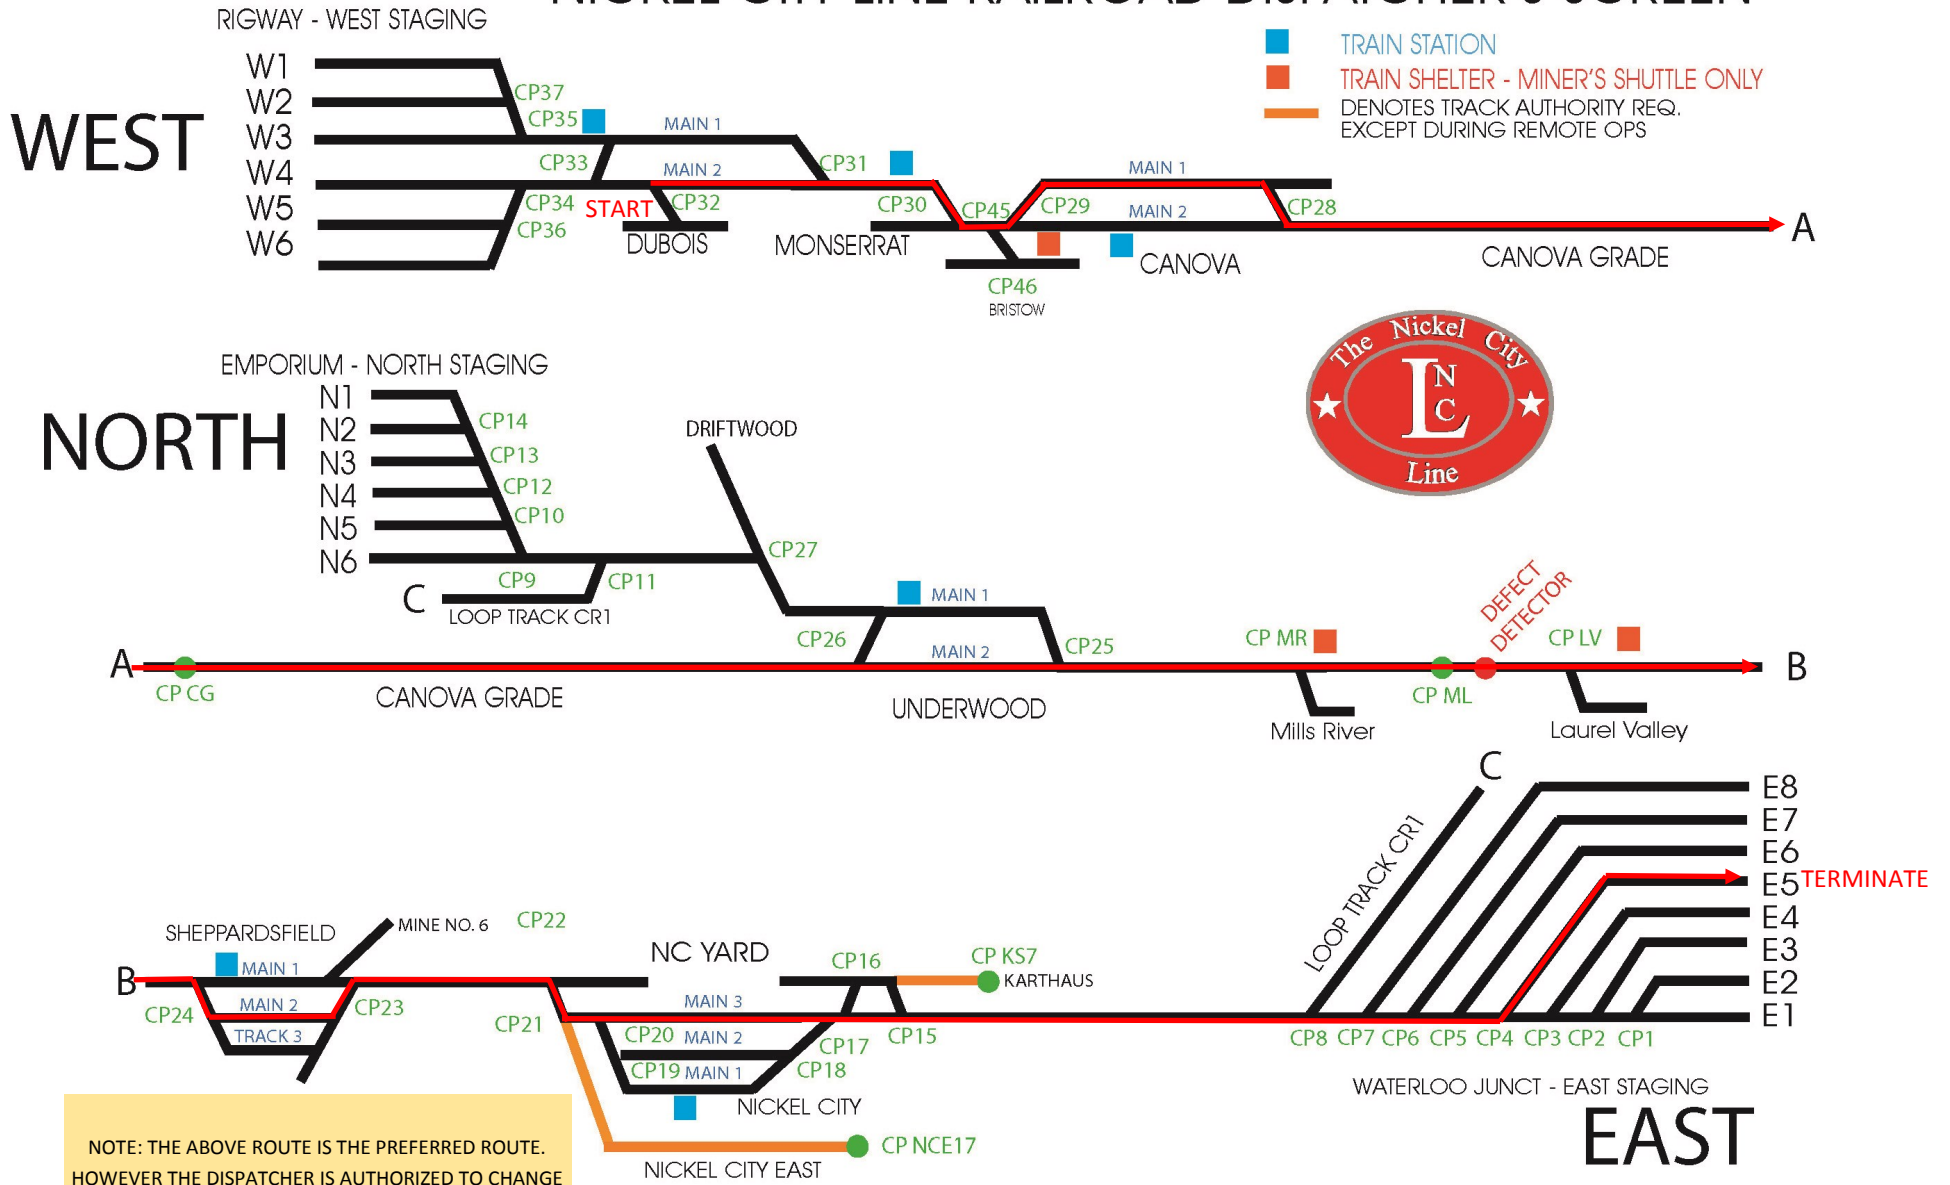 NICKEL CITY LINE RAILROAD DISPATCHER'S SCREEN
RIGWAY - WEST STAGING
TRAIN STATION
TRAIN SHELTER - MINER'S SHUTTLE ONLY
DENOTES TRACK AUTHORITY REQ.
EXCEPT DURING REMOTE OPS
WEST
W1
W2
W3
W4
W5
W6
CP37
CP35
MAIN 1
CP33
MAIN 2
CP31
MAIN 1
CP34
START
CP32
CP30
CP45
CP29
MAIN 2
CP28
A
CP36
DUBOIS
MONSERRAT
CANOVA
CANOVA GRADE
CP46
BRISTOW
The Nickel City
L N C
Line
EMPORIUM - NORTH STAGING
NORTH
N1
N2
N3
N4
N5
N6
CP14
CP13
CP12
CP10
DRIFTWOOD
CP27
CP9
CP11
C
LOOP TRACK CR1
MAIN 1
DEFECT
DETECTOR
CP26
MAIN 2
CP25
CP MR
CP LV
A
B
CP CG
CANOVA GRADE
UNDERWOOD
CP ML
Mills River
Laurel Valley
C
LOOP TRACK CR1
E8
E7
E6
E5
TERMINATE
E4
E3
E2
E1
SHEPPARDSFIELD
MINE NO. 6
CP22
NC YARD
CP16
CP KS7
KARTHAUS
B
MAIN 1
CP24
MAIN 2
CP23
TRACK 3
CP21
MAIN 3
CP20
MAIN 2
CP17
CP15
CP19
MAIN 1
CP18
NICKEL CITY
CP8
CP7
CP6
CP5
CP4
CP3
CP2
CP1
WATERLOO JUNCT - EAST STAGING
EAST
CP NCE17
NICKEL CITY EAST
NOTE: THE ABOVE ROUTE IS THE PREFERRED ROUTE.
HOWEVER THE DISPATCHER IS AUTHORIZED TO CHANGE